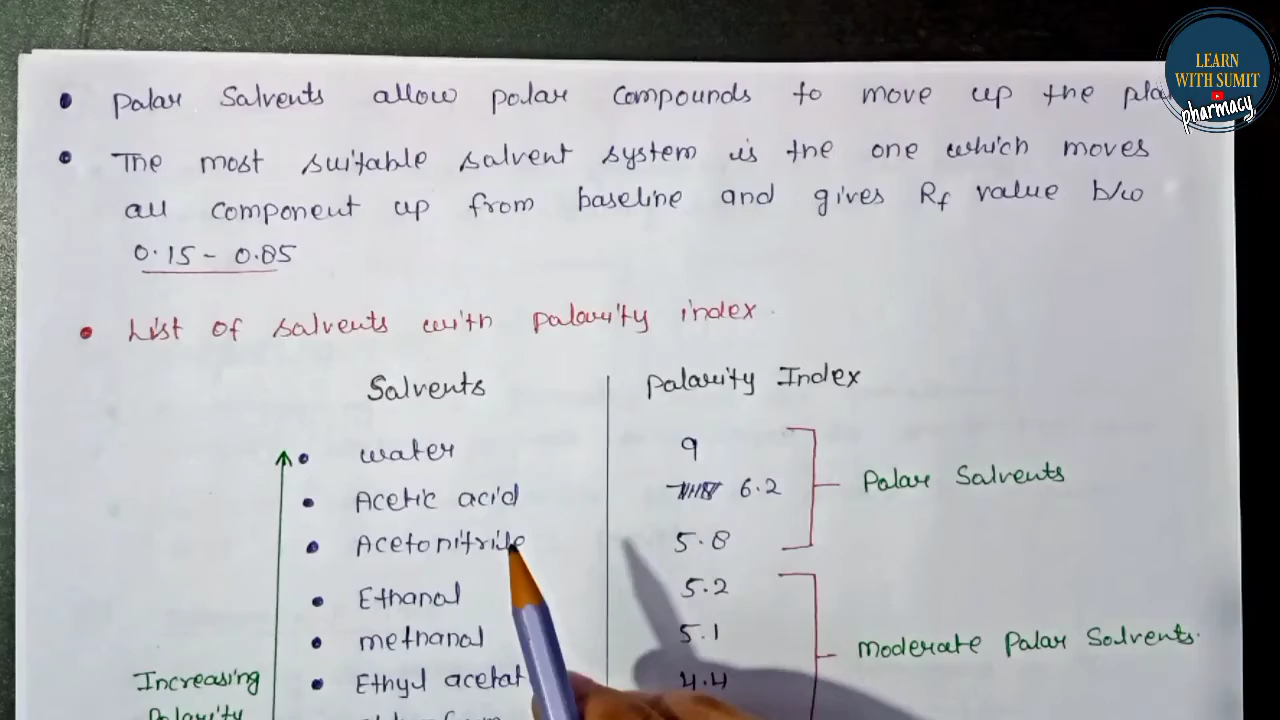 LEARN
WITH SUMIT
pharmacy
• Polar Solvents allow polar compounds to move up the
• The most suitable solvent system is the one which moves
all component up from baseline and gives Rf value b/w
0.15 - 0.85
• List of solvents with polarity index.
Solvents Polarity Index
• water 9
• Acetic acid 6.2 Polar Solvents
• Acetonitrile 5.8
• Ethanol 5.2
• methanol 5.1 Moderate Polar Solvents.
Increasing • Ethyl acetat 4.4
Polarity